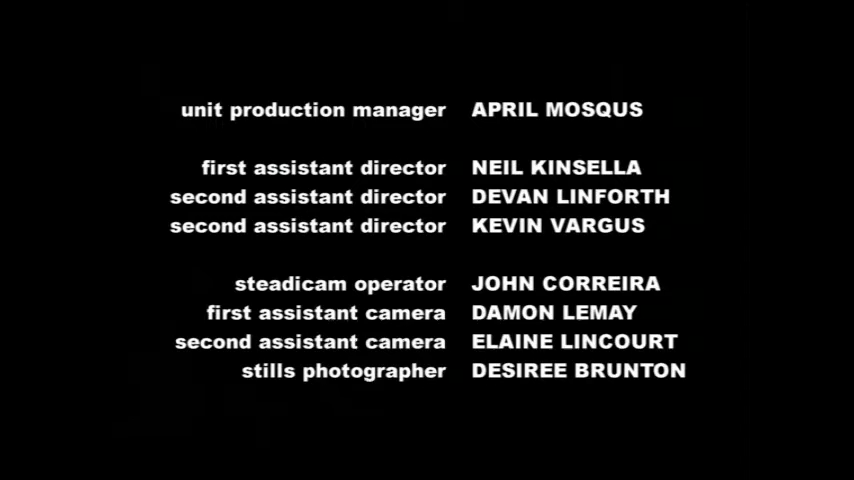 unit production manager APRIL MOSQUS
first assistant director NEIL KINSELLA
second assistant director DEVAN LINFORTH
second assistant director KEVIN VARGUS
steadicam operator JOHN CORREIRA
first assistant camera DAMON LEMAY
second assistant camera ELAINE LINCOURT
stills photographer DESIREE BRUNTON